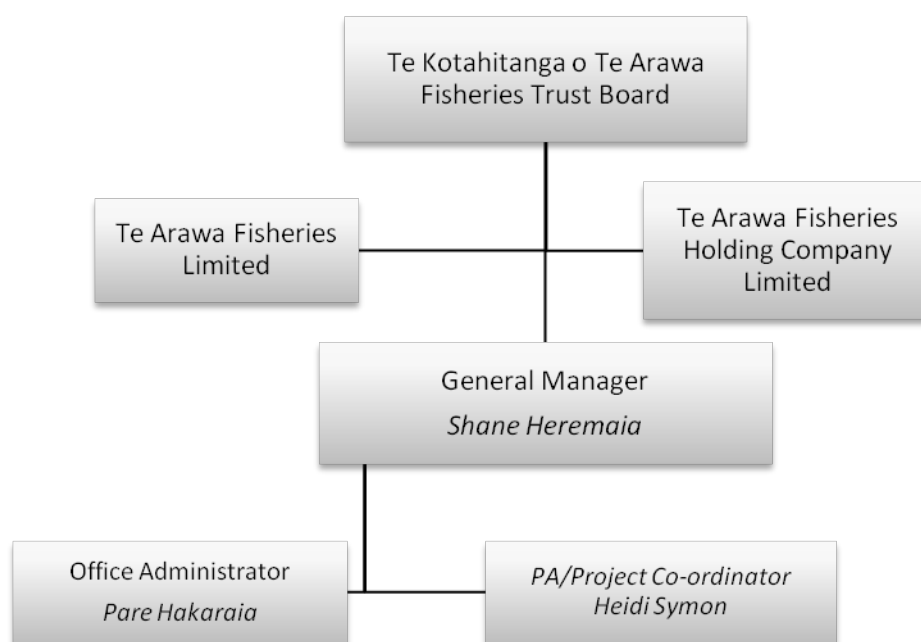 Te Kotahitanga o Te Arawa
Fisheries Trust Board
Te Arawa Fisheries
Limited
Te Arawa Fisheries
Holding Company
Limited
General Manager
Shane Heremaia
Office Administrator
Pare Hakaraia
PA/Project Co-ordinator
Heidi Symon